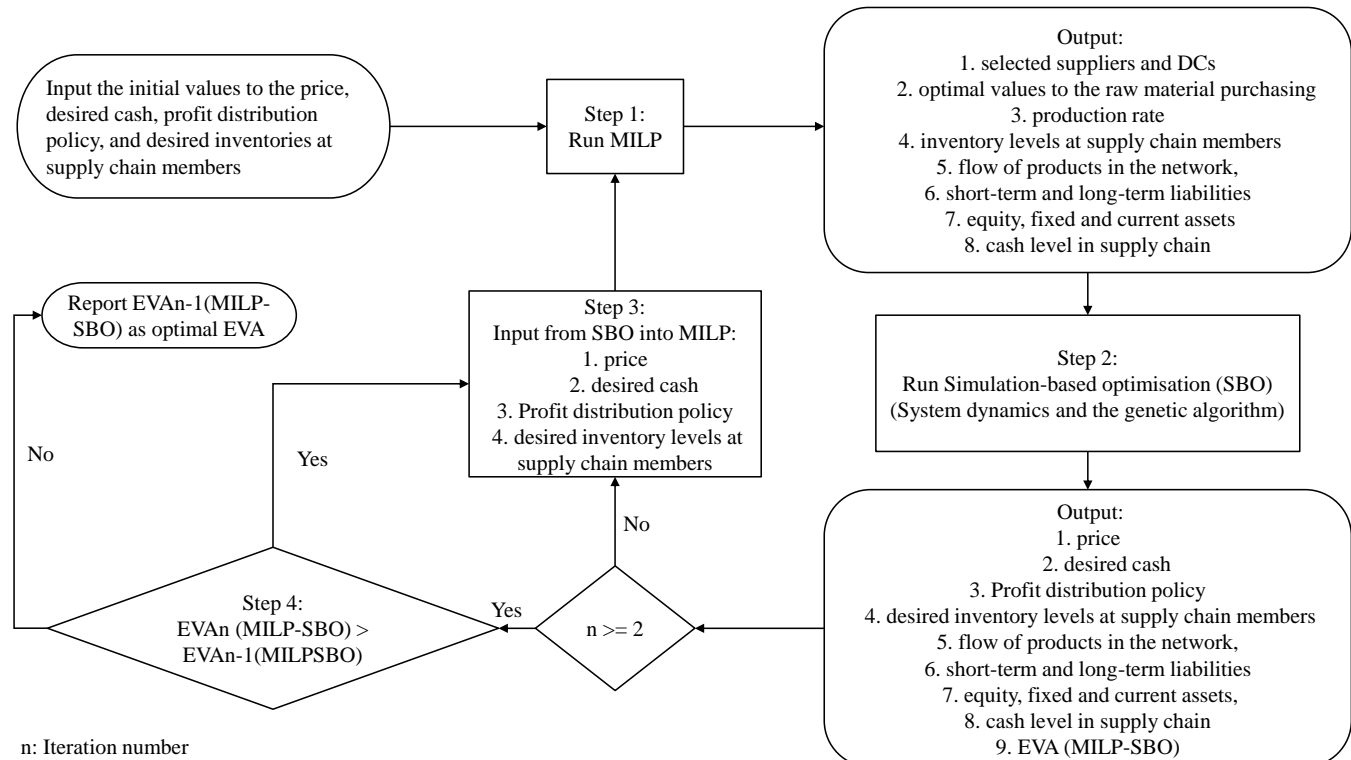 Input the initial values to the price,
desired cash, profit distribution
policy, and desired inventories at
supply chain members
Step 1:
Run MILP
Output:
1. selected suppliers and DCs
2. optimal values to the raw material purchasing
3. production rate
4. inventory levels at supply chain members
5. flow of products in the network,
6. short-term and long-term liabilities
7. equity, fixed and current assets
8. cash level in supply chain
Step 2:
Run Simulation-based optimisation (SBO)
(System dynamics and the genetic algorithm)
Output:
1. price
2. desired cash
3. Profit distribution policy
4. desired inventory levels at supply chain members
5. flow of products in the network,
6. short-term and long-term liabilities
7. equity, fixed and current assets,
8. cash level in supply chain
9. EVA (MILP-SBO)
n >= 2
No
Yes
Step 3:
Input from SBO into MILP:
1. price
2. desired cash
3. Profit distribution policy
4. desired inventory levels at
supply chain members
Step 4:
EVAn (MILP-SBO) >
EVAn-1(MILPSBO)
Yes
No
Report EVAn-1(MILP-
SBO) as optimal EVA
n: Iteration number